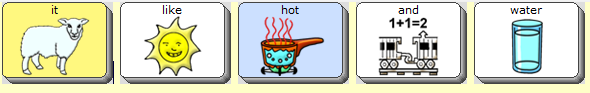 it like hot and water
1+1=2